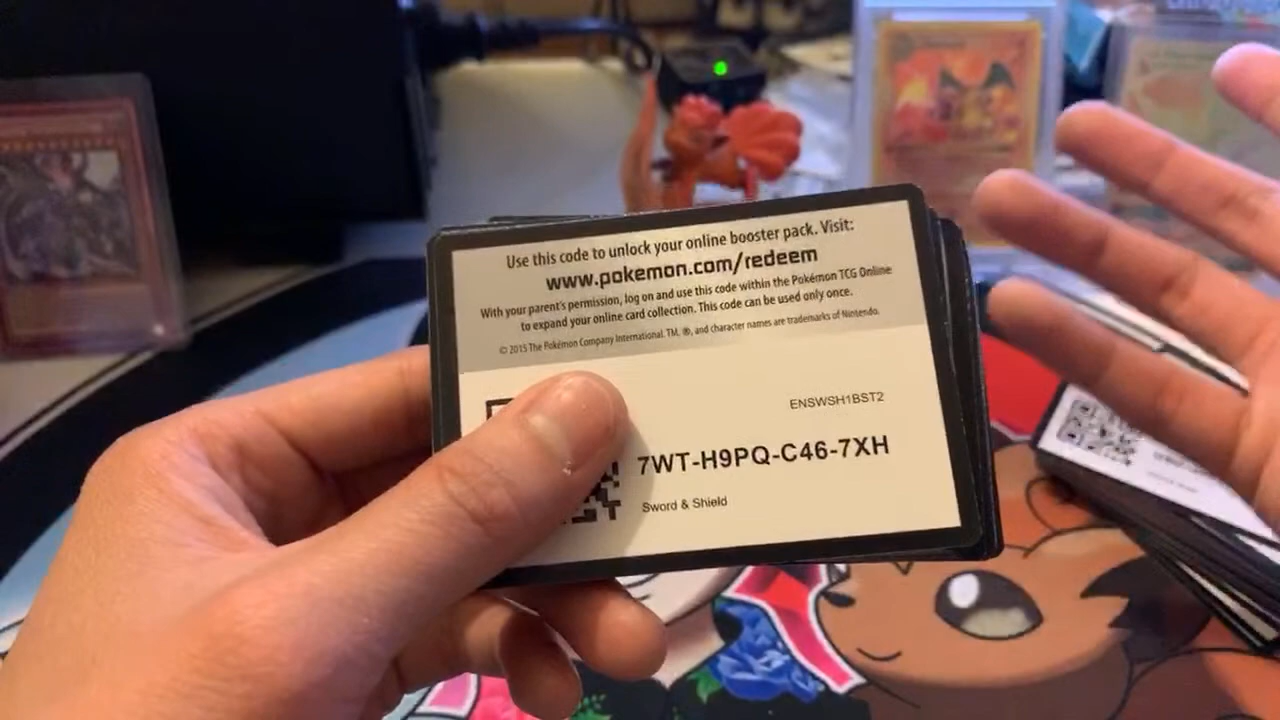 Use this code to unlock your online booster pack. Visit:
www.pokemon.com/redeem
With your parent's permission, log on and use this code within the Pokémon TCG Online
to expand your online card collection. This code can be used only once.
© 2015 The Pokémon Company International. TM, ®, and character names are trademarks of Nintendo.
ENSWSH1BST2
7WT-H9PQ-C46-7XH
Sword & Shield